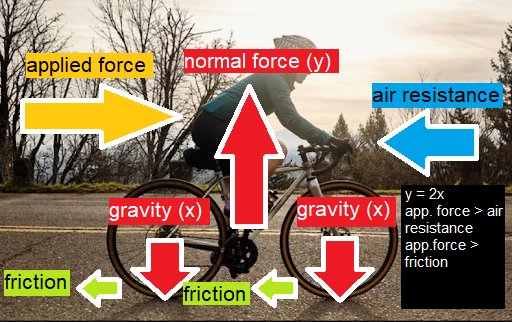 applied force
normal force (y)
air resistance
gravity (x)
gravity (x)
y = 2x
app. force > air
resistance
app.force >
friction
friction
friction